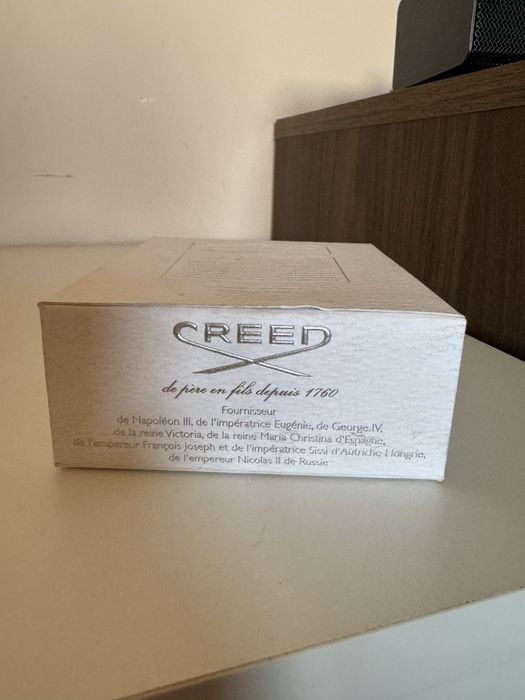 CREED
de père en fils depuis 1760
Fournisseur
de Napoléon III, de l'impératrice Eugénie, de George IV,
de la reine Victoria, de la reine Maria Christina d'Espagne,
de l'empereur François Joseph et de l'impératrice Sissi d'Autriche Hongrie,
de l'empereur Nicolas II de Russie